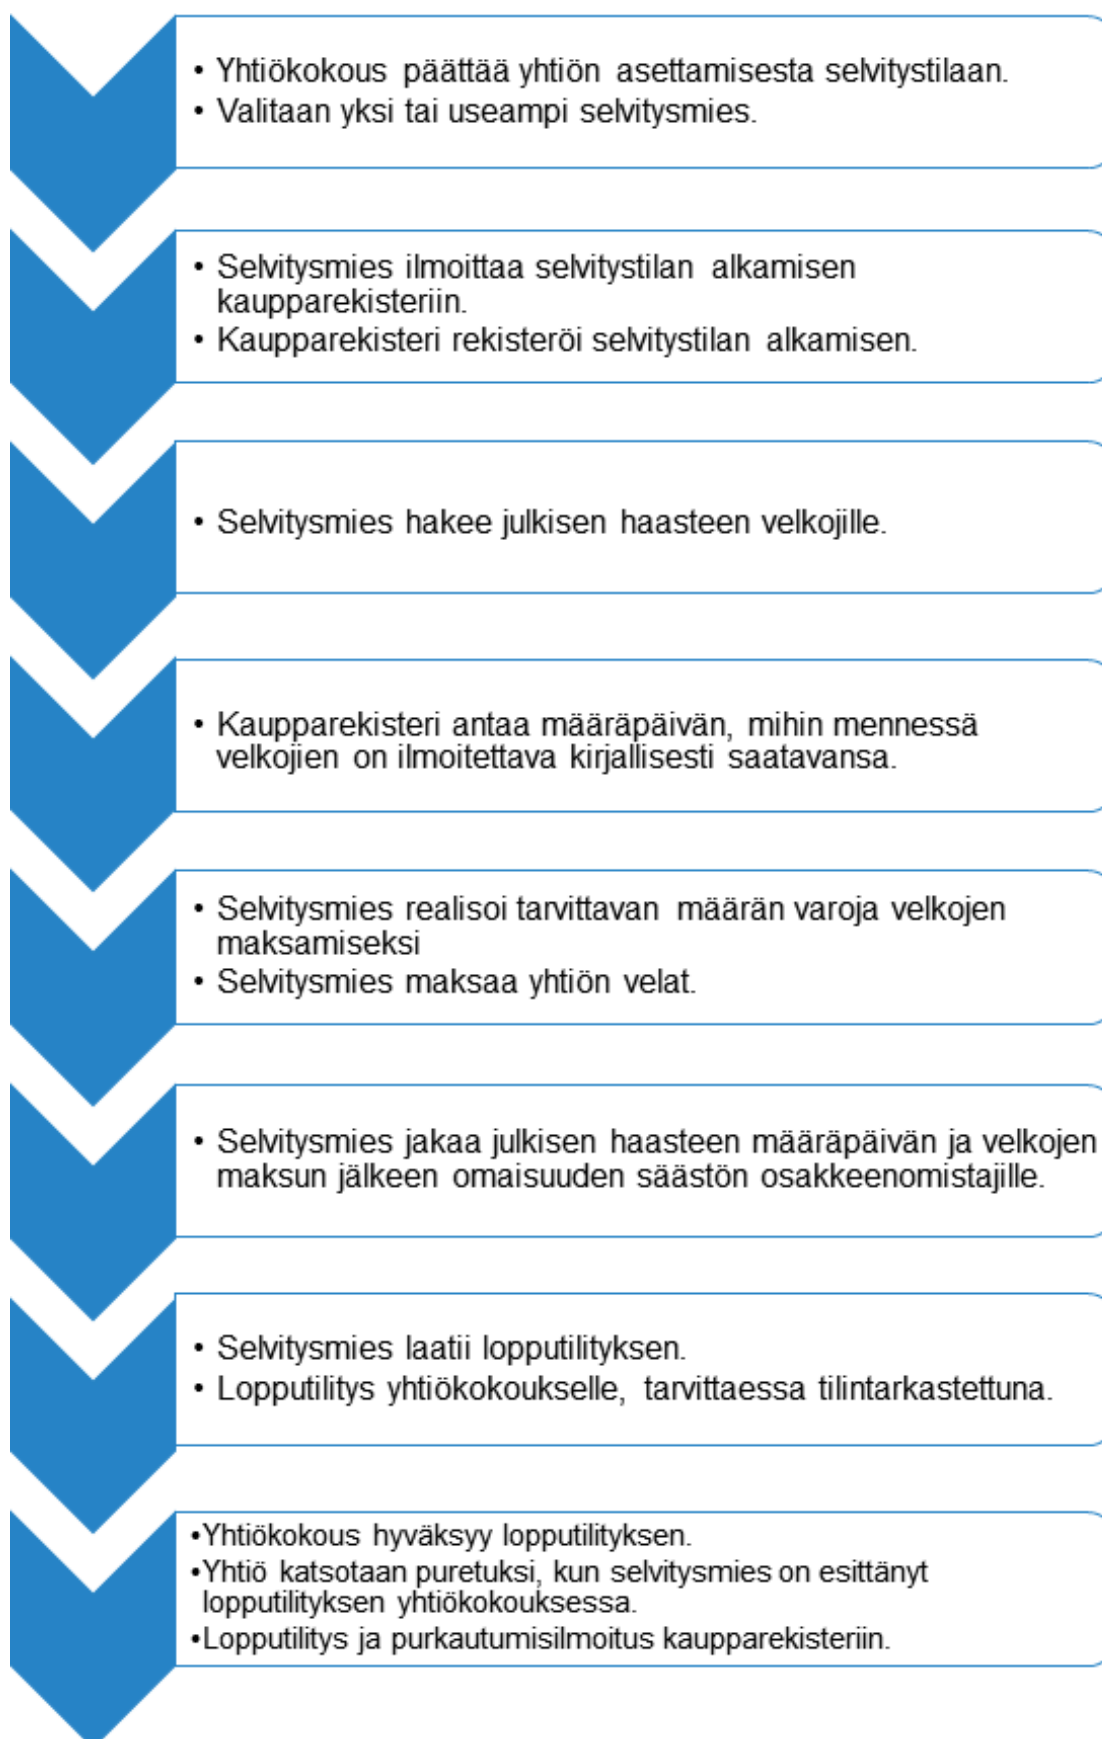 • Yhtiökokous päättää yhtiön asettamisesta selvitystilaan.
• Valitaan yksi tai useampi selvitysmies.
• Selvitysmies ilmoittaa selvitystilan alkamisen
kaupparekisteriin.
• Kaupparekisteri rekisteröi selvitystilan alkamisen.
• Selvitysmies hakee julkisen haasteen velkojille.
• Kaupparekisteri antaa määräpäivän, mihin mennessä
velkojien on ilmoitettava kirjallisesti saatavansa.
• Selvitysmies realisoi tarvittavan määrän varoja velkojen
maksamiseksi
• Selvitysmies maksaa yhtiön velat.
• Selvitysmies jakaa julkisen haasteen määräpäivän ja velkojen
maksun jälkeen omaisuuden säästön osakkeenomistajille.
• Selvitysmies laatii lopputilityksen.
• Lopputilitys yhtiökokoukselle, tarvittaessa tilintarkastettuna.
•Yhtiökokous hyväksyy lopputilityksen.
•Yhtiö katsotaan puretuksi, kun selvitysmies on esittänyt
lopputilityksen yhtiökokouksessa.
•Lopputilitys ja purkautumisilmoitus kaupparekisteriin.